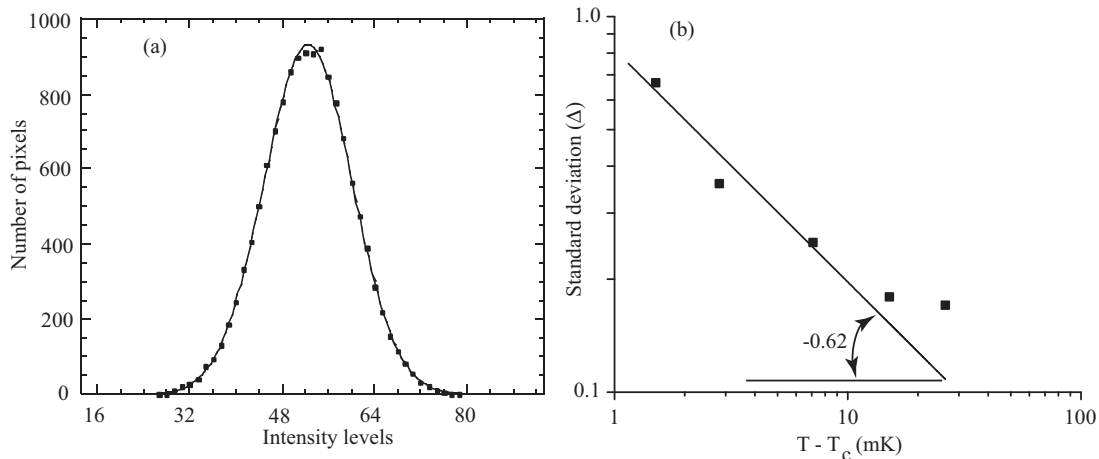 1000
(a)
800
600
400
200
0
Number of pixels
16
32
48
64
80
Intensity levels
1.0
(b)
Standard deviation (Δ)
-0.62
0.1
1
10
100
T - Tc (mK)